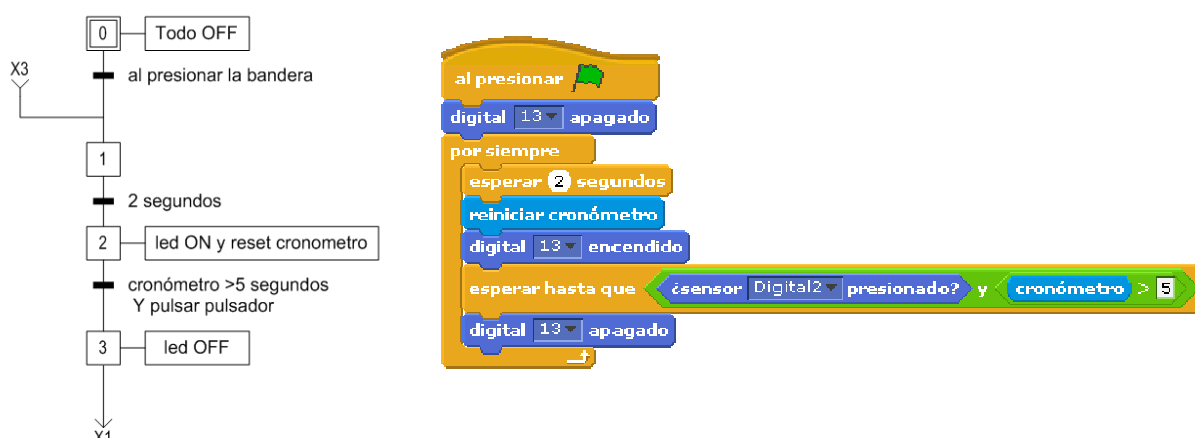 0
Todo OFF
X3
al presionar la bandera
1
2 segundos
2
led ON y reset cronometro
cronómetro >5 segundos
Y pulsar pulsador
3
led OFF
X1
al presionar
digital 13 apagado
por siempre
esperar 2 segundos
reiniciar cronómetro
digital 13 encendido
esperar hasta que ¿sensor Digital2 presionado? y cronómetro > 5
digital 13 apagado